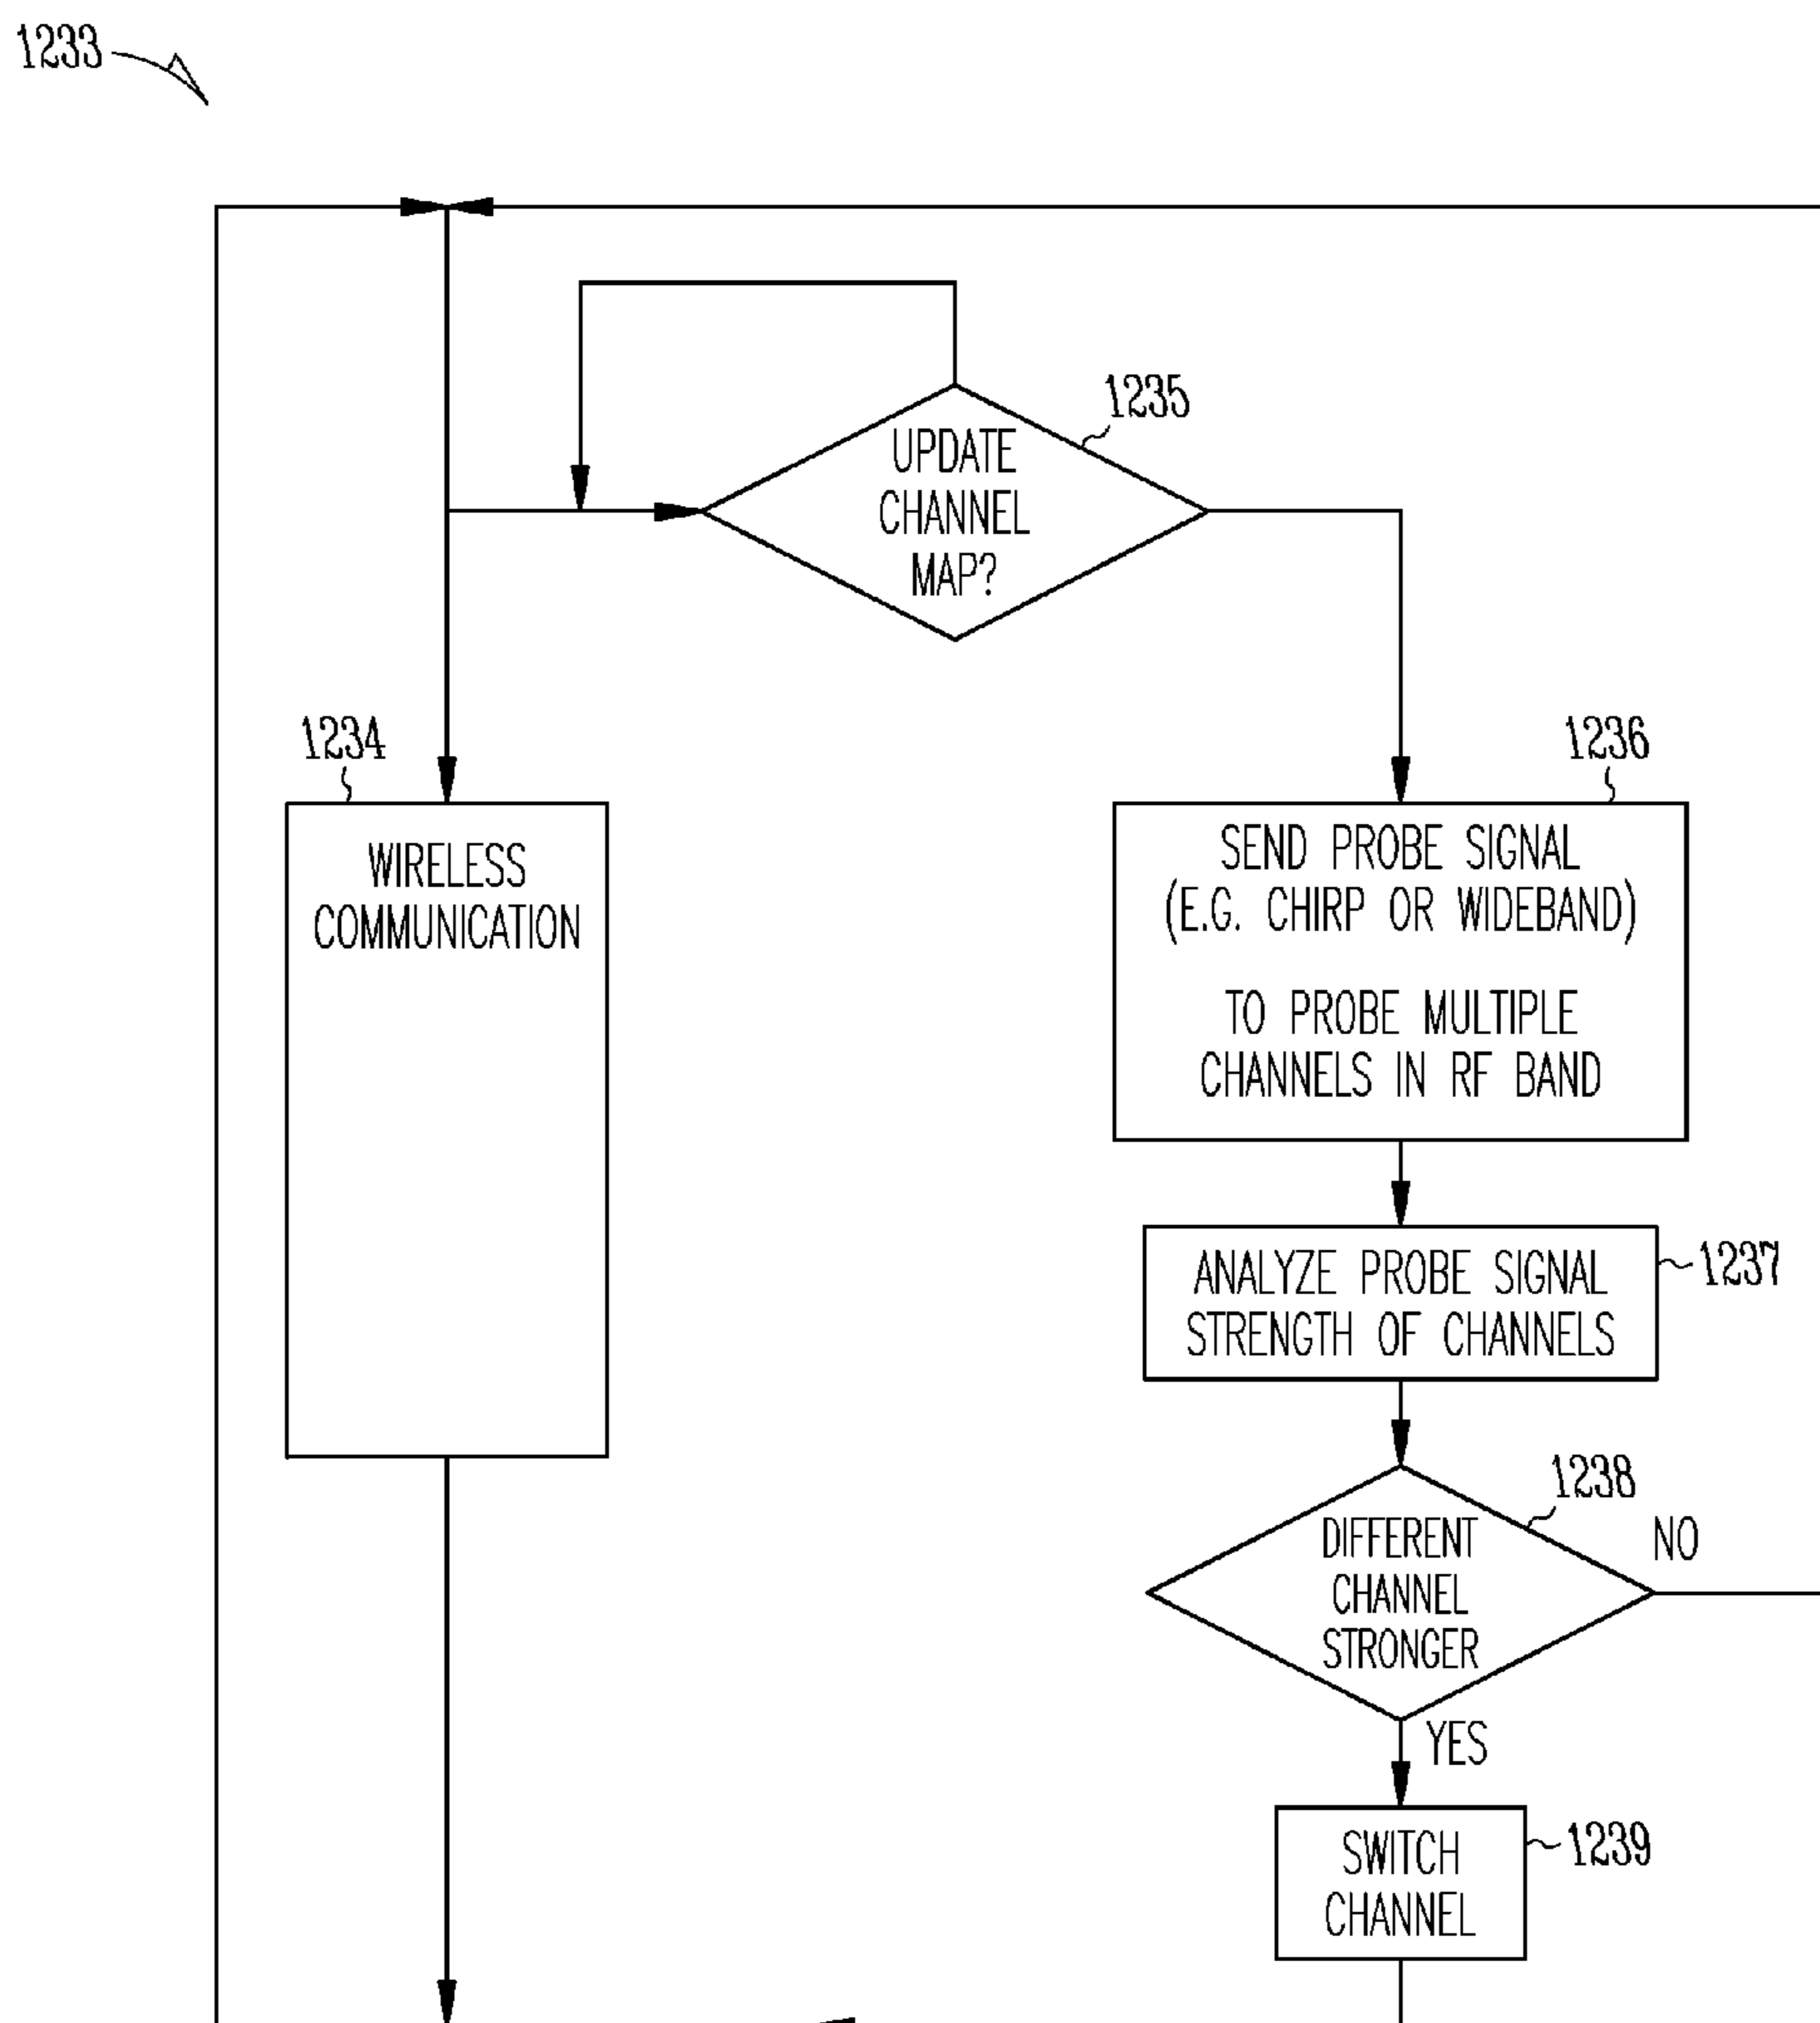 1233
1235
UPDATE
CHANNEL
MAP?
1234
WIRELESS
COMMUNICATION
1236
SEND PROBE SIGNAL
(E.G. CHIRP OR WIDEBAND)
TO PROBE MULTIPLE
CHANNELS IN RF BAND
ANALYZE PROBE SIGNAL
STRENGTH OF CHANNELS
1237
1238
DIFFERENT
CHANNEL
STRONGER
NO
YES
SWITCH
CHANNEL
1239